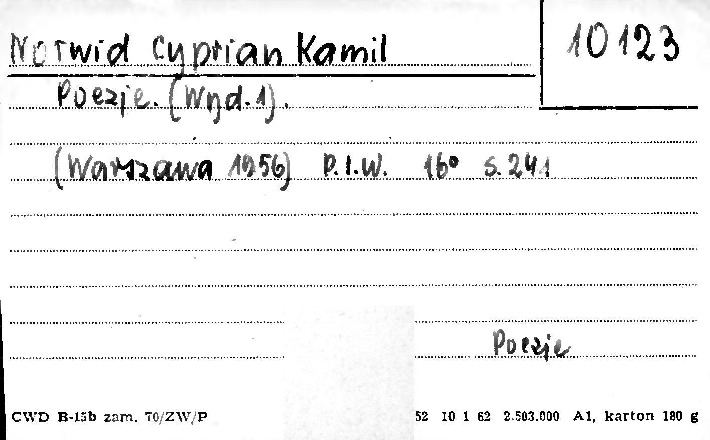 Norwid Cyprian Kamil
10123
Poezje. (Wyd. 1).
(Warszawa 1956) P.I.W. 16° s. 241
Poezje
CWD B-15b zam. 70/ZW/P 52 10 1 62 2.503.000 A1, karton 180 g